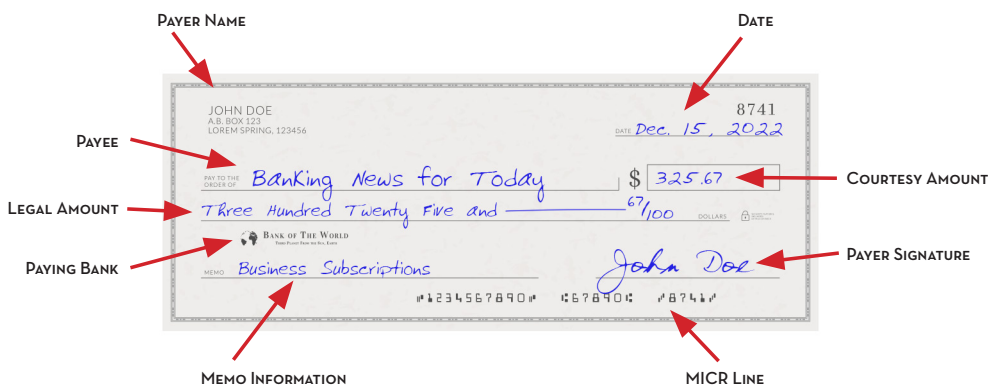 PAYER NAME
DATE
JOHN DOE
A.B. BOX 123
LOREM SPRING, 123456
8741
DATE Dec. 15, 2022
PAYEE
PAY TO THE
ORDER OF Banking News for Today $ 325.67
COURTESY AMOUNT
LEGAL AMOUNT
Three Hundred Twenty Five and 67/100 DOLLARS
BANK OF THE WORLD
PAYING BANK
PAYER SIGNATURE
MEMO Business Subscriptions John Doe
⑈1234567890⑈ ⑆67890⑆ ⑈8741⑈
MEMO INFORMATION
MICR LINE